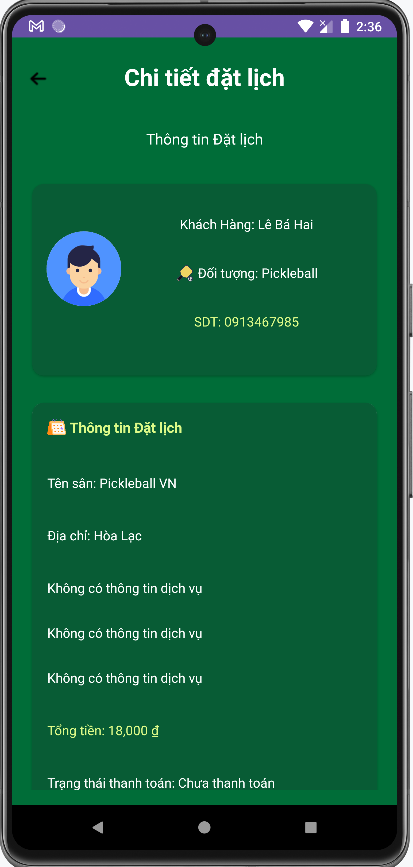 2:36
Chi tiết đặt lịch
Thông tin Đặt lịch
Khách Hàng: Lê Bá Hai
Đối tượng: Pickleball
SDT: 0913467985
Thông tin Đặt lịch
Tên sân: Pickleball VN
Địa chỉ: Hòa Lạc
Không có thông tin dịch vụ
Không có thông tin dịch vụ
Không có thông tin dịch vụ
Tổng tiền: 18,000 ₫
Trạng thái thanh toán: Chưa thanh toán